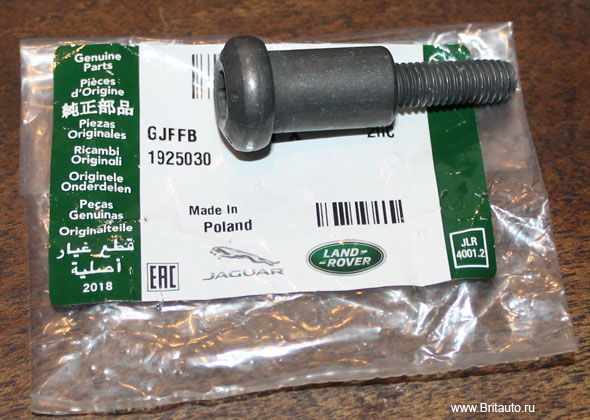 Genuine
Parts
Pièces
d'Origine
純正部品
Piezas
Originales
Ricambi
Originali
Originele
Onderdelen
Peças
Genuinas
Originalteile
قطع غيار
أصلية
2018
GJFFB
1925030
Made In
Poland
EAC
JAGUAR
LAND-
ROVER
JLR
4001.2
www.Britauto.ru